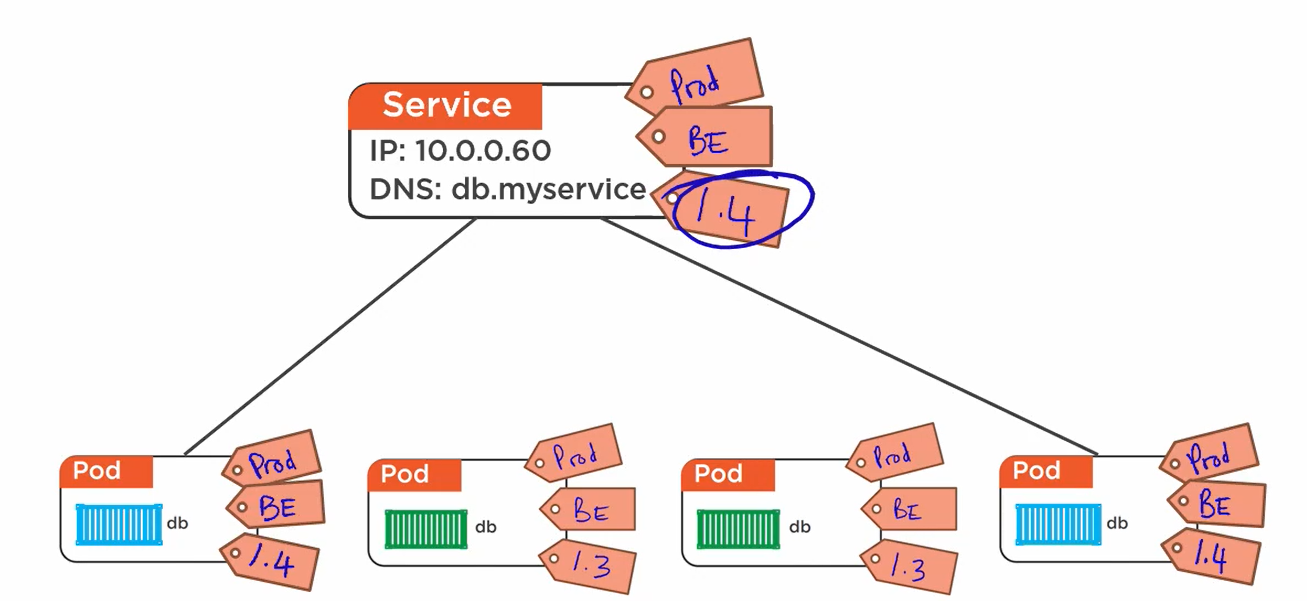 Service
IP: 10.0.0.60
DNS: db.myservice
Prod
BE
1.4
Pod
db
Prod
BE
1.4
Pod
db
Prod
BE
1.3
Pod
db
Prod
BE
1.3
Pod
db
Prod
BE
1.4